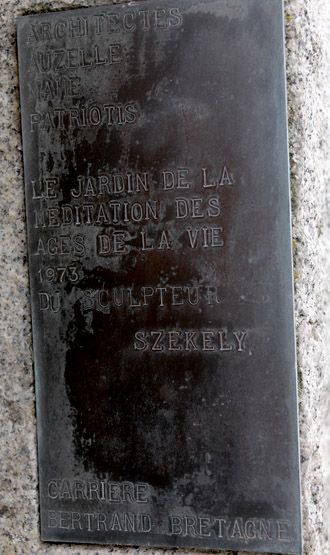 ARCHITECTES
AUZELLE
MAHE
PATRIOTIS
LE JARDIN DE LA
MEDITATION DES
AGES DE LA VIE
1973
DU SCULPTEUR
SZEKELY
CARRIERE
BERTRAND BRETAGNE